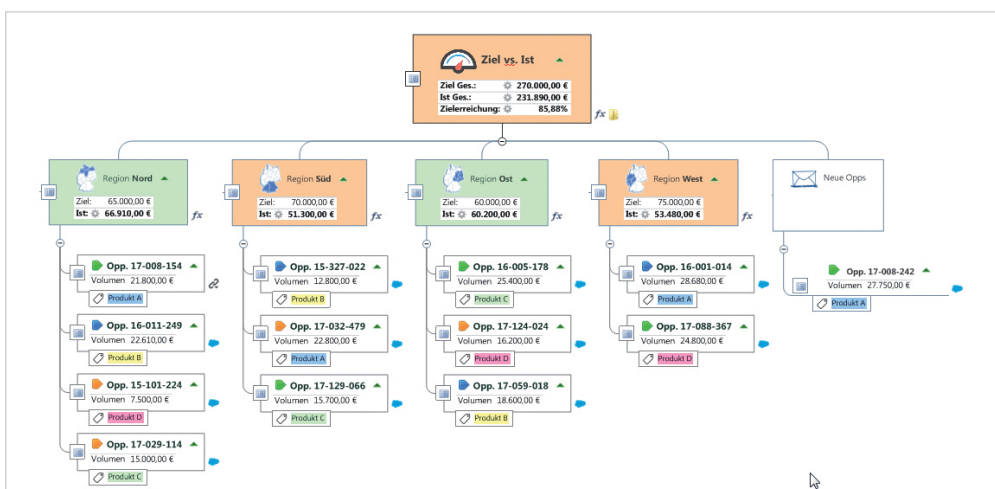 Ziel vs. Ist
Ziel Ges.: 270.000,00 €
Ist Ges.: 231.890,00 €
Zielerreichung: 85,88%
fx
Region Nord
Ziel: 65.000,00 €
Ist: 66.910,00 €
fx
Opp. 17-008-154
Volumen 21.800,00 €
Produkt A
Opp. 16-011-249
Volumen 22.610,00 €
Produkt B
Opp. 15-101-224
Volumen 7.500,00 €
Produkt D
Opp. 17-029-114
Volumen 15.000,00 €
Produkt C
Region Süd
Ziel: 70.000,00 €
Ist: 51.300,00 €
fx
Opp. 15-327-022
Volumen 12.800,00 €
Produkt B
Opp. 17-032-479
Volumen 22.800,00 €
Produkt A
Opp. 17-129-066
Volumen 15.700,00 €
Produkt C
Region Ost
Ziel: 60.000,00 €
Ist: 60.200,00 €
fx
Opp. 16-005-178
Volumen 25.400,00 €
Produkt C
Opp. 17-124-024
Volumen 16.200,00 €
Produkt D
Opp. 17-059-018
Volumen 18.600,00 €
Produkt B
Region West
Ziel: 75.000,00 €
Ist: 53.480,00 €
fx
Opp. 16-001-014
Volumen 28.680,00 €
Produkt A
Opp. 17-088-367
Volumen 24.800,00 €
Produkt D
Neue Opps
Opp. 17-008-242
Volumen 27.750,00 €
Produkt A